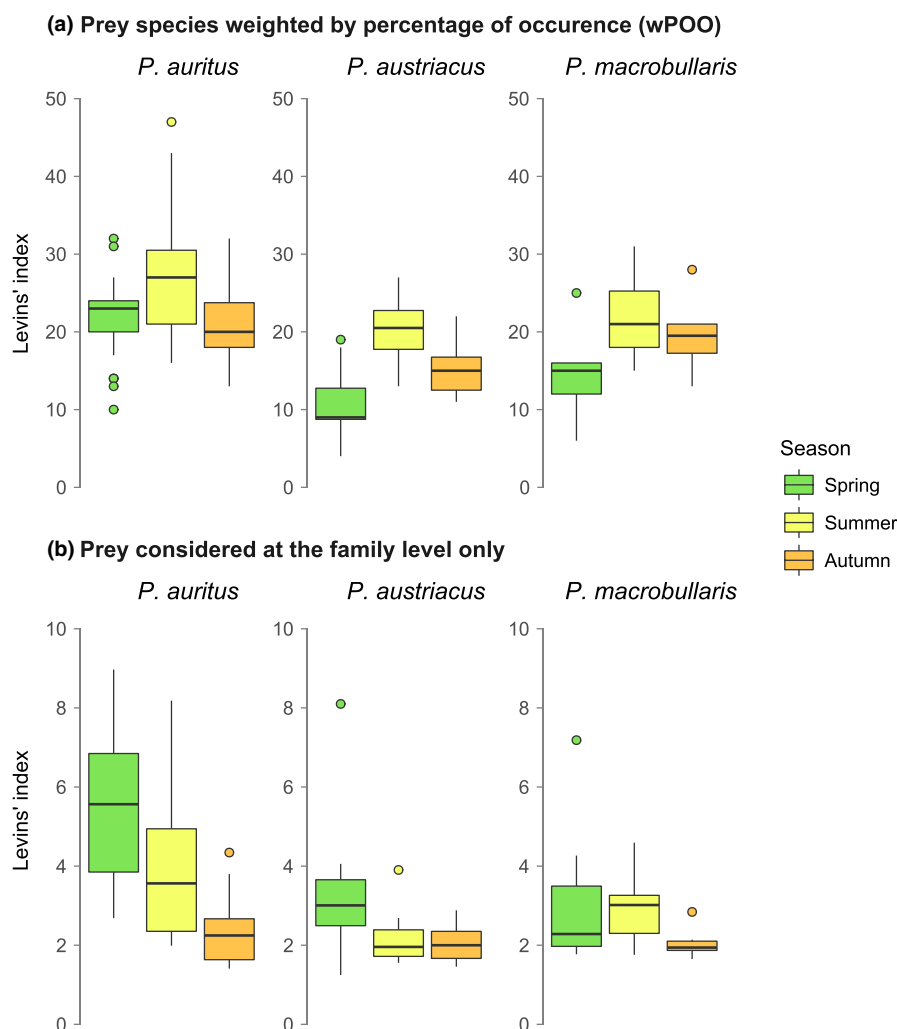 (a) Prey species weighted by percentage of occurence (wPOO)
P. auritus P. austriacus P. macrobullaris
50 50 50
40 40 40
30 30 30
20 20 20
10 10 10
0 0 0
Levins' index
Season
Spring
Summer
Autumn
(b) Prey considered at the family level only
P. auritus P. austriacus P. macrobullaris
10 10 10
8 8 8
6 6 6
4 4 4
2 2 2
0 0 0
Levins' index